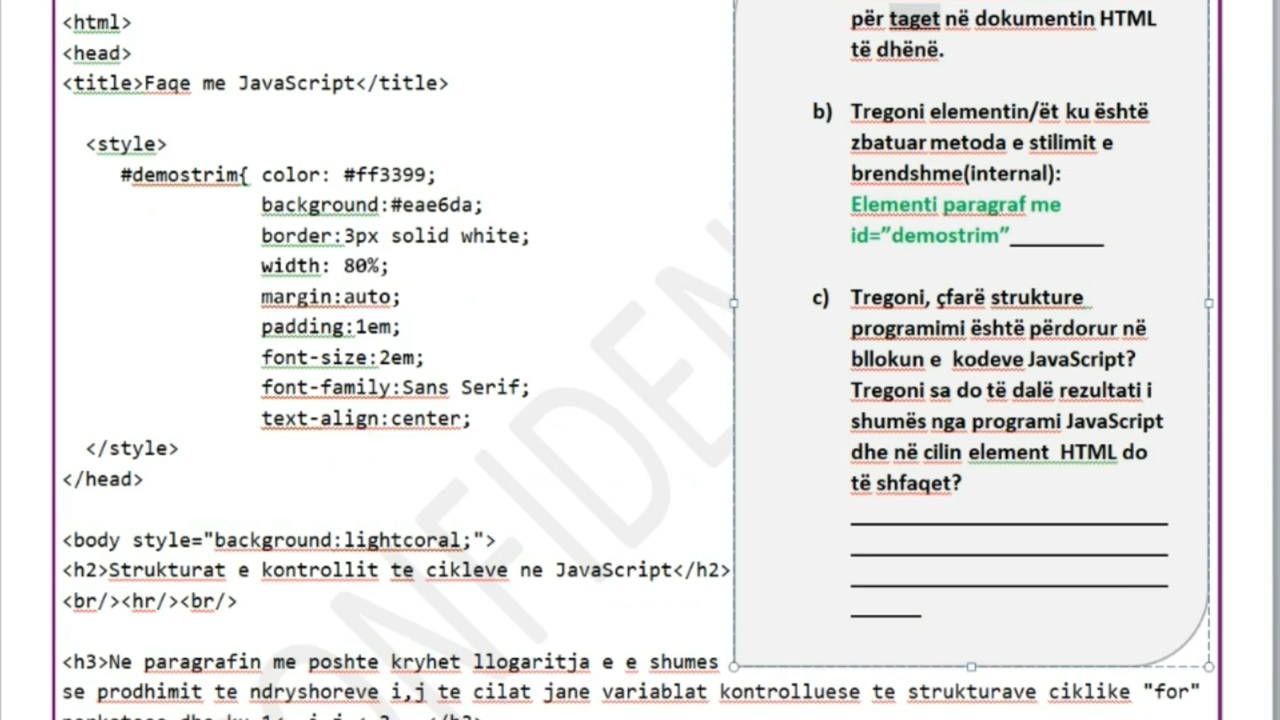 <html>
<head>
<title>Faqe me JavaScript</title>
<style>
#demostrim{ color: #ff3399;
background:#eae6da;
border:3px solid white;
width: 80%;
margin:auto;
padding:1em;
font-size:2em;
font-family:Sans Serif;
text-align:center;
</style>
</head>
<body style="background:lightcoral;">
<h2>Strukturat e kontrollit te cikleve ne JavaScript</h2>
<br/><hr/><br/>
<h3>Ne paragrafin me poshte kryhet llogaritja e e shumes
se prodhimit te ndryshoreve i,j te cilat jane variablat kontrolluese te strukturave ciklike "for"
për taget në dokumentin HTML
të dhënë.
b) Tregoni elementin/ët ku është
zbatuar metoda e stilimit e
brendshme(internal):
Elementi paragraf me
id=”demostrim”_________
c) Tregoni, çfarë strukture
programimi është përdorur në
bllokun e kodeve JavaScript?
Tregoni sa do të dalë rezultati i
shumës nga programi JavaScript
dhe në cilin element HTML do
të shfaqet?
CONFIDEN